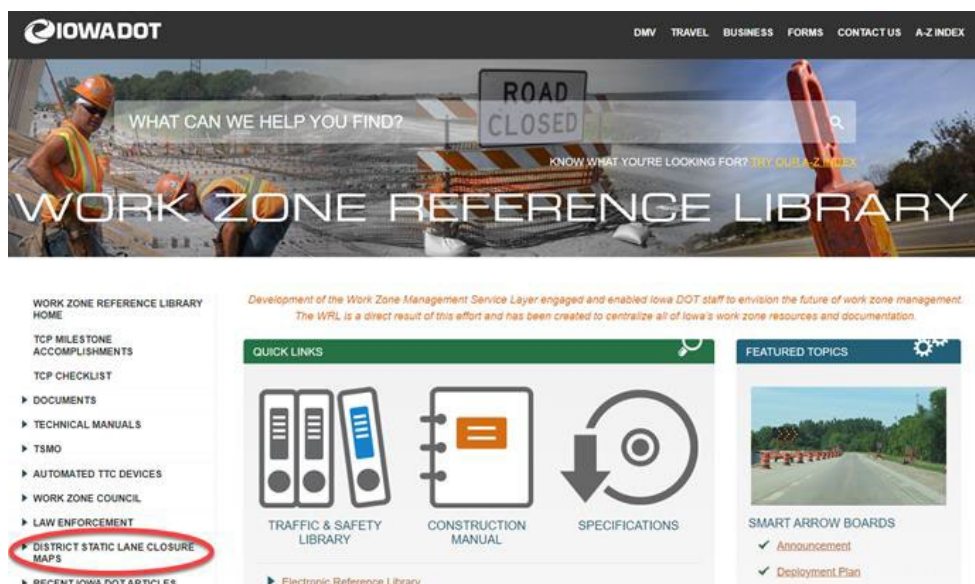 IOWADOT
DMV TRAVEL BUSINESS FORMS CONTACT US A-Z INDEX
ROAD
CLOSED
WHAT CAN WE HELP YOU FIND?
KNOW WHAT YOU'RE LOOKING FOR? TRY OUR A-Z INDEX
WORK ZONE REFERENCE LIBRARY
WORK ZONE REFERENCE LIBRARY
HOME
TCP MILESTONE
ACCOMPLISHMENTS
TCP CHECKLIST
DOCUMENTS
TECHNICAL MANUALS
TSMO
AUTOMATED TTC DEVICES
WORK ZONE COUNCIL
LAW ENFORCEMENT
DISTRICT STATIC LANE CLOSURE
MAPS
RECENT IOWA DOT ARTICLES
Development of the Work Zone Management Service Layer engaged and enabled Iowa DOT staff to envision the future of work zone management.
The WRL is a direct result of this effort and has been created to centralize all of Iowa's work zone resources and documentation.
QUICK LINKS
TRAFFIC & SAFETY
LIBRARY
CONSTRUCTION
MANUAL
SPECIFICATIONS
Electronic Reference Library
FEATURED TOPICS
SMART ARROW BOARDS
Announcement
Deployment Plan